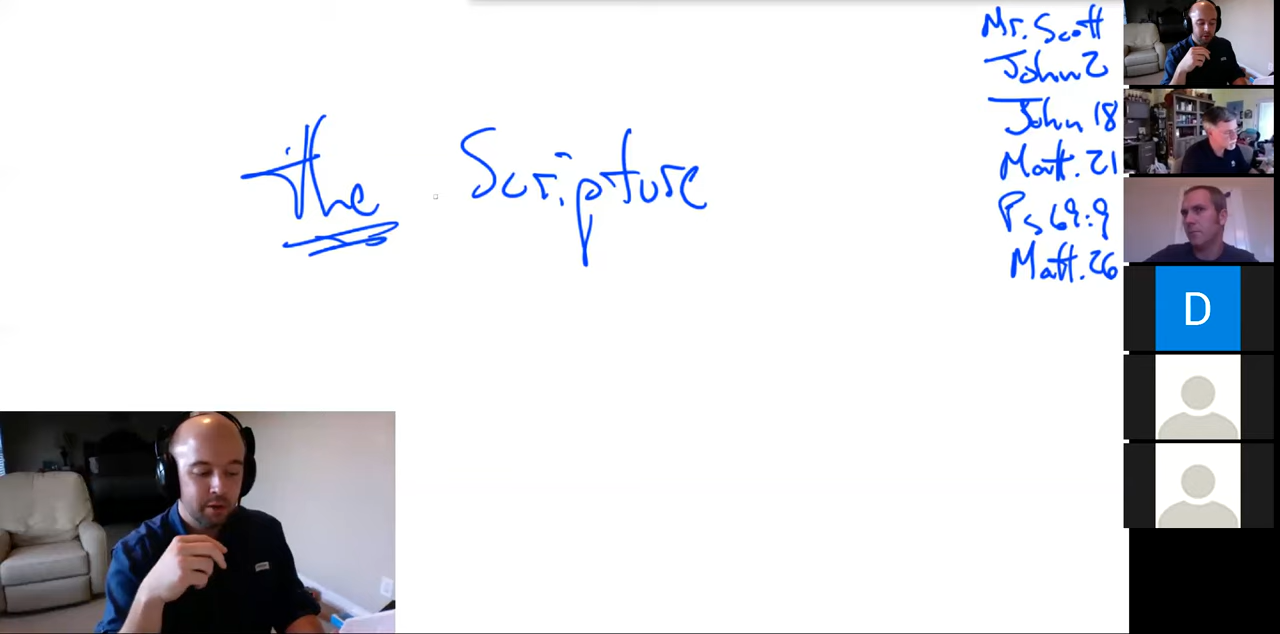 the Scripture
Mr. Scott
John 2
John 18
Matt. 21
Ps 69:9
Matt. 26
D